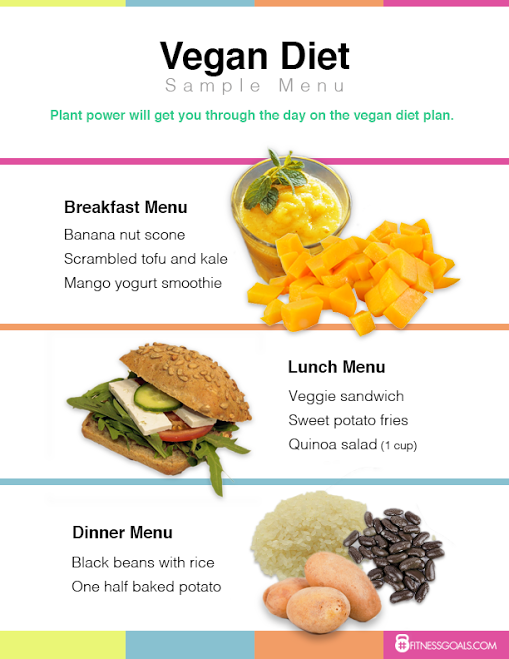 Vegan Diet
Sample Menu
Plant power will get you through the day on the vegan diet plan.
Breakfast Menu
Banana nut scone
Scrambled tofu and kale
Mango yogurt smoothie
Lunch Menu
Veggie sandwich
Sweet potato fries
Quinoa salad (1 cup)
Dinner Menu
Black beans with rice
One half baked potato
FITNESSGOALS.COM